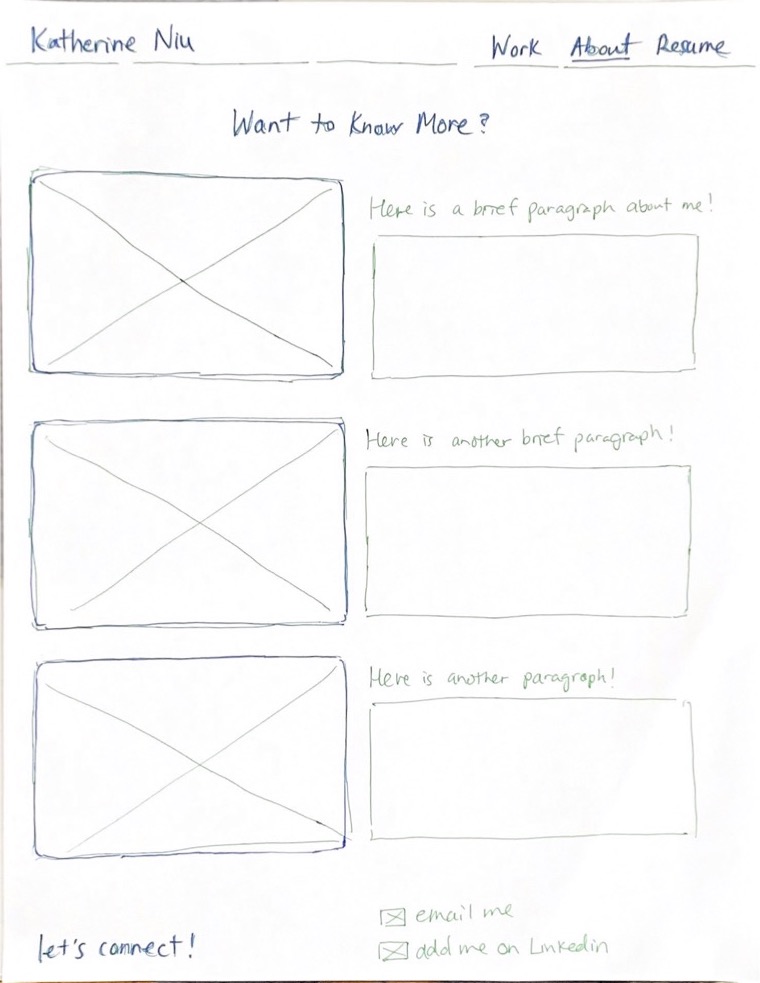 Katherine Niu
Work About Resume
Want to Know More?
Here is a brief paragraph about me!
Here is another brief paragraph!
Here is another paragraph!
let's connect!
email me
add me on Linkedin